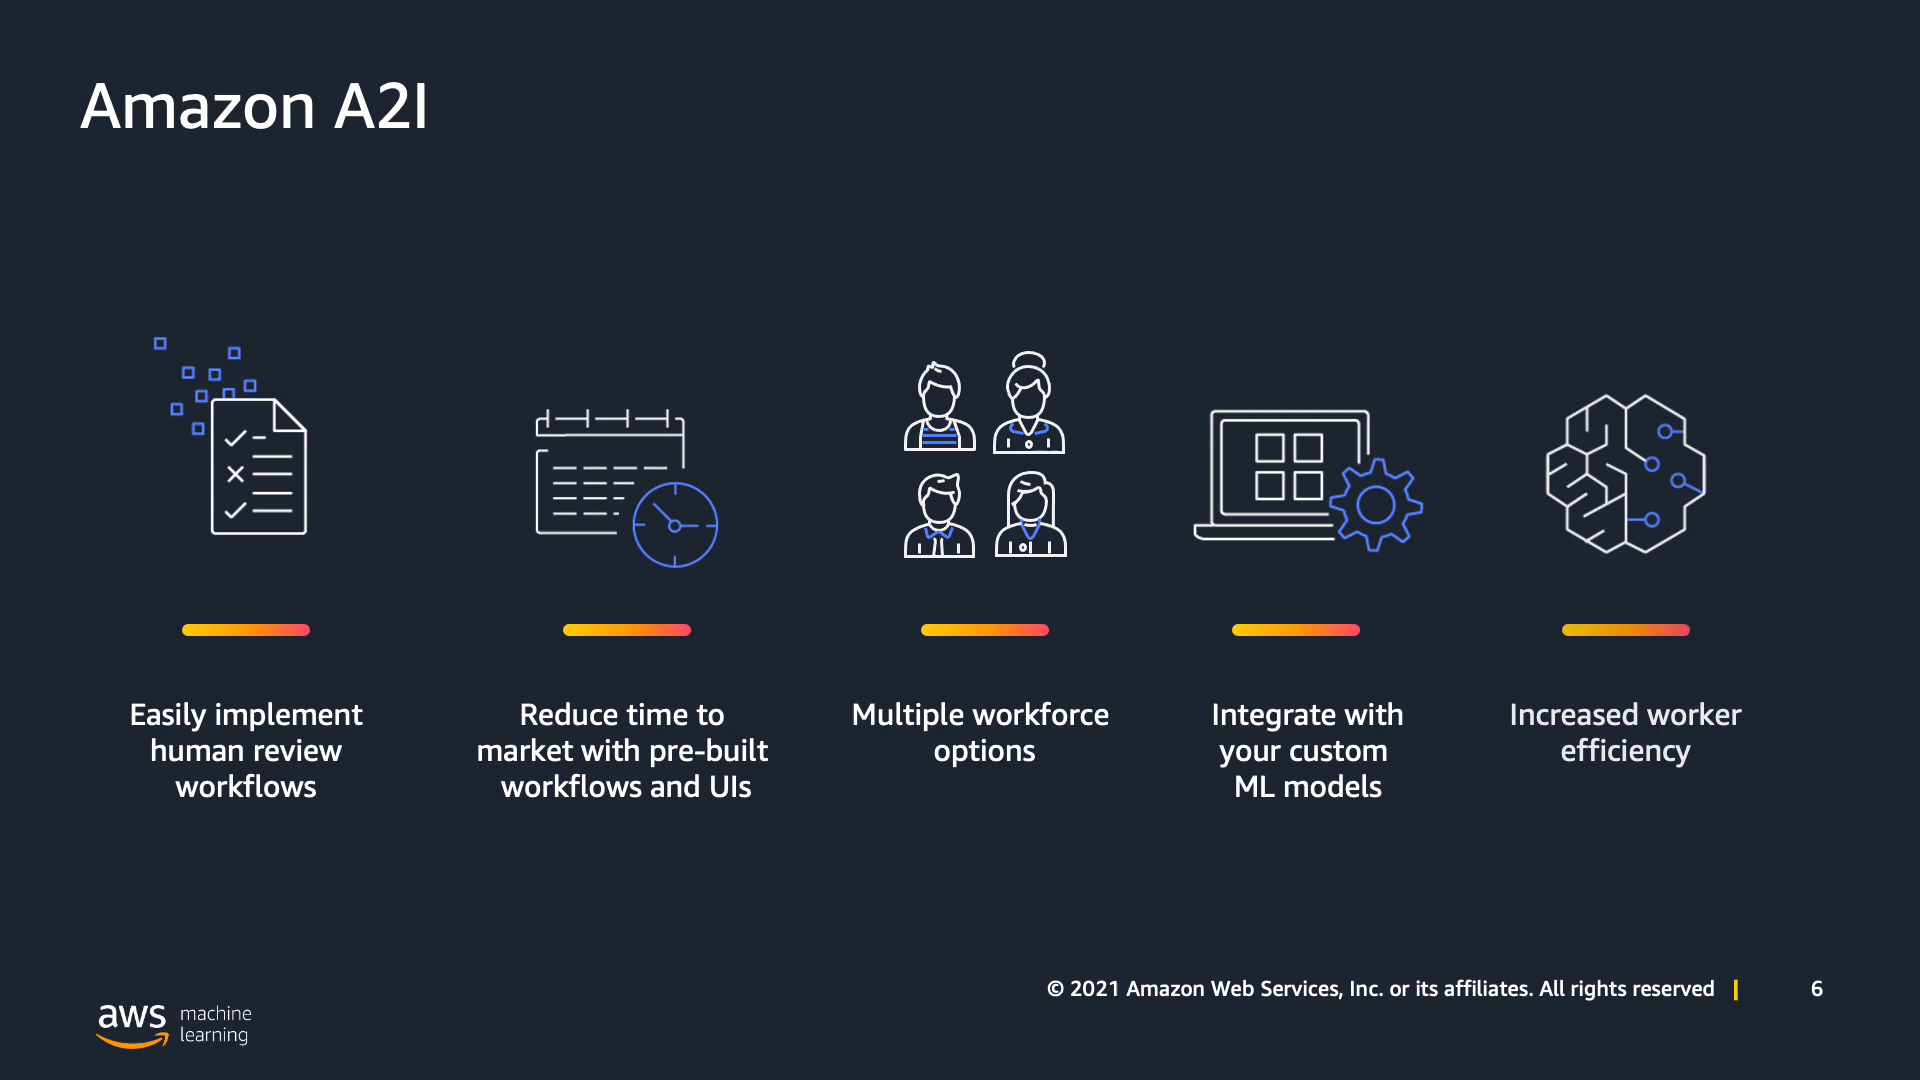 Amazon A2I
Easily implement
human review
workflows
Reduce time to
market with pre-built
workflows and UIs
Multiple workforce
options
Integrate with
your custom
ML models
Increased worker
efficiency
© 2021 Amazon Web Services, Inc. or its affiliates. All rights reserved |
6
aws machine
learning